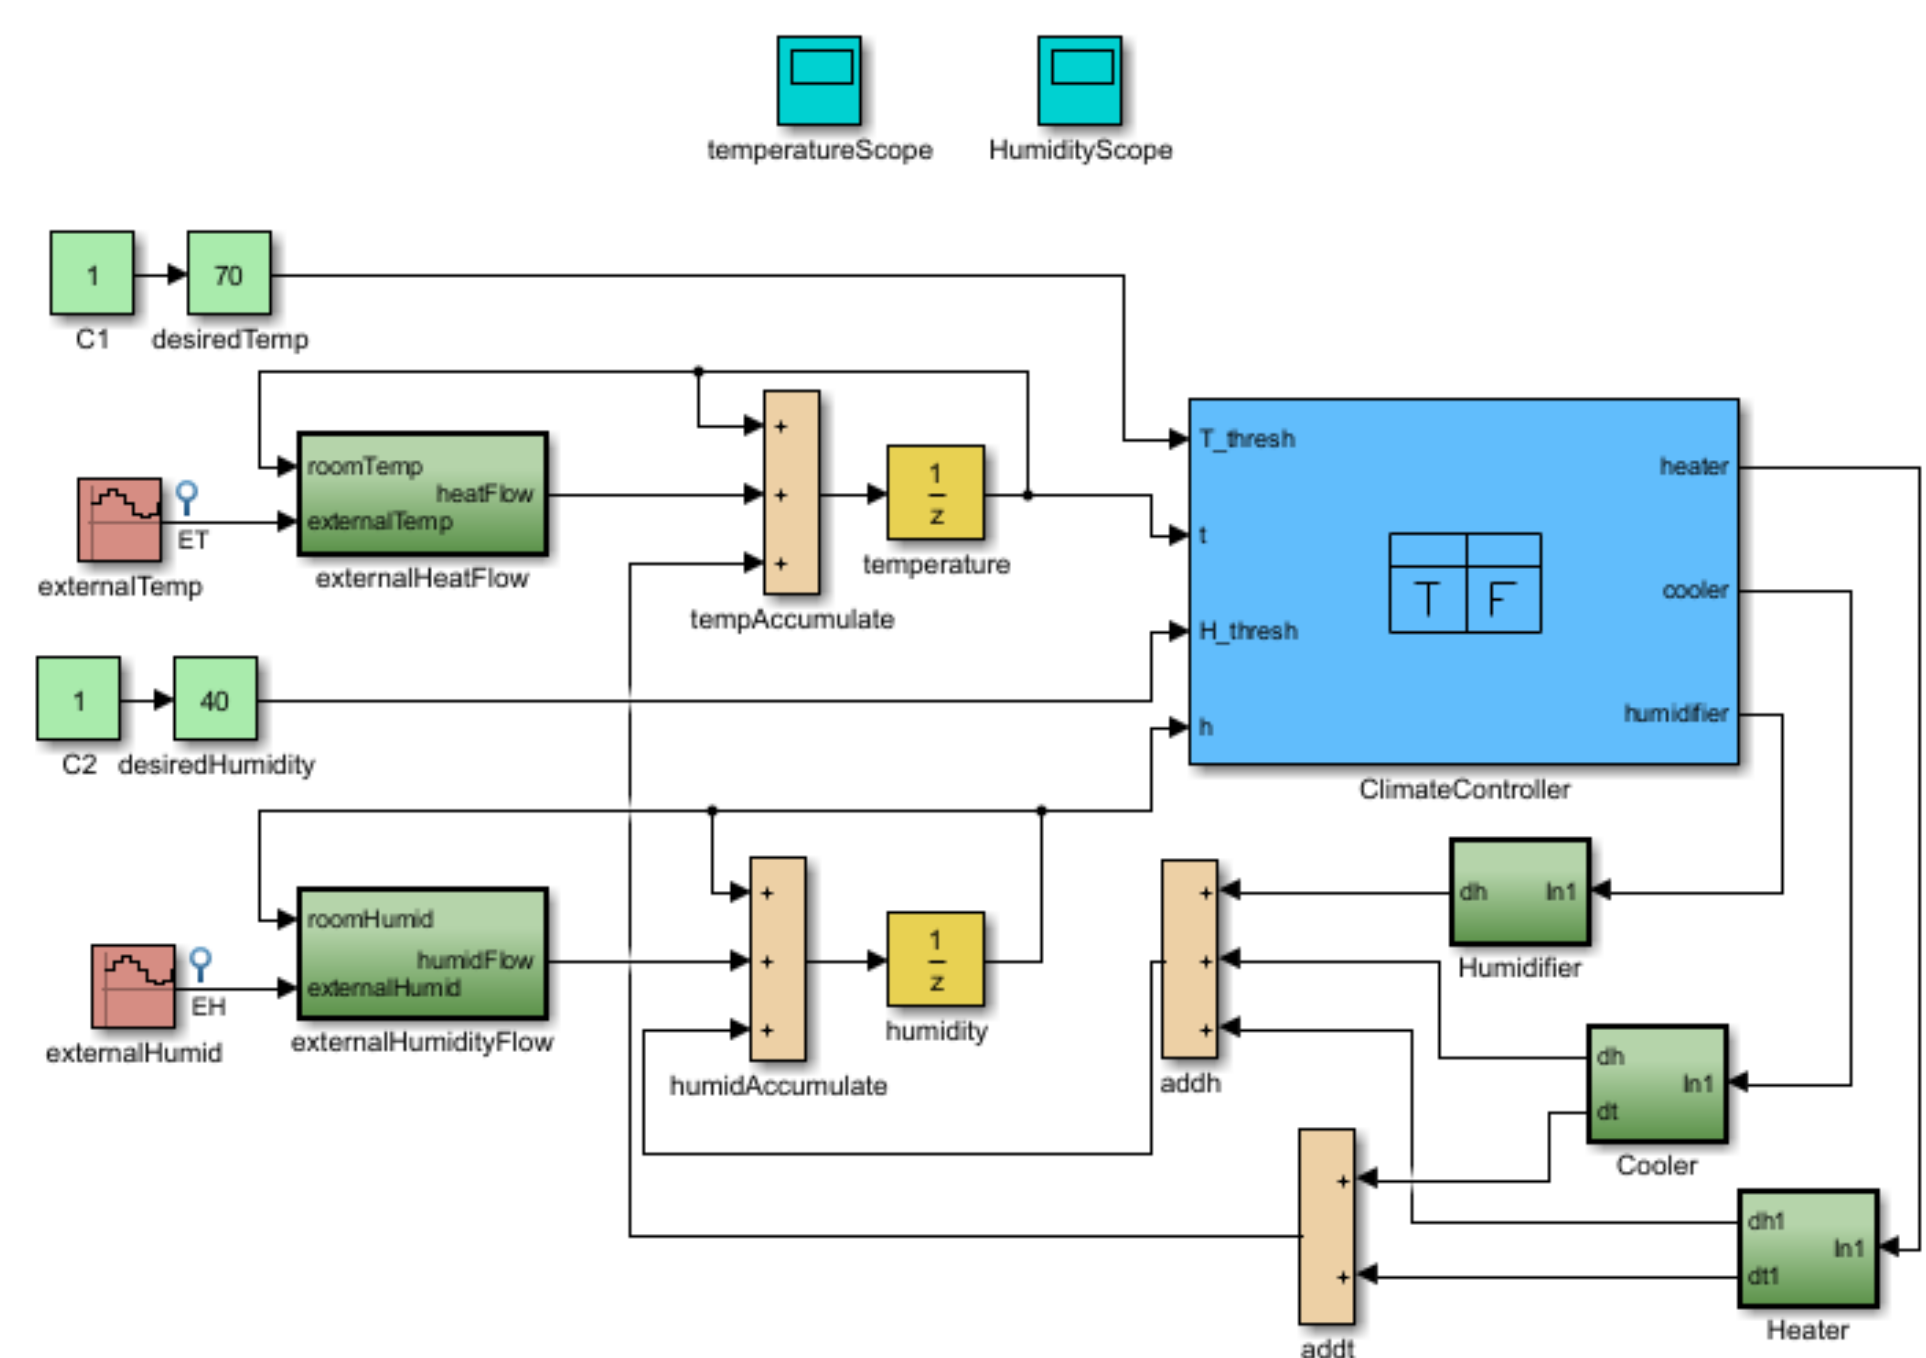 temperatureScope
HumidityScope
1
70
C1
desiredTemp
T_thresh
heater
roomTemp
heatFlow
externalTemp
ET
externalTemp
externalHeatFlow
+
+
+
tempAccumulate
1
z
temperature
t
T F
cooler
H_thresh
1
40
C2
desiredHumidity
humidifier
h
ClimateController
roomHumid
humidFlow
externalHumid
EH
externalHumid
externalHumidityFlow
+
+
+
humidAccumulate
1
z
humidity
+
+
+
addh
dh
In1
Humidifier
dh
In1
dt
Cooler
+
+
addt
dh1
In1
dt1
Heater